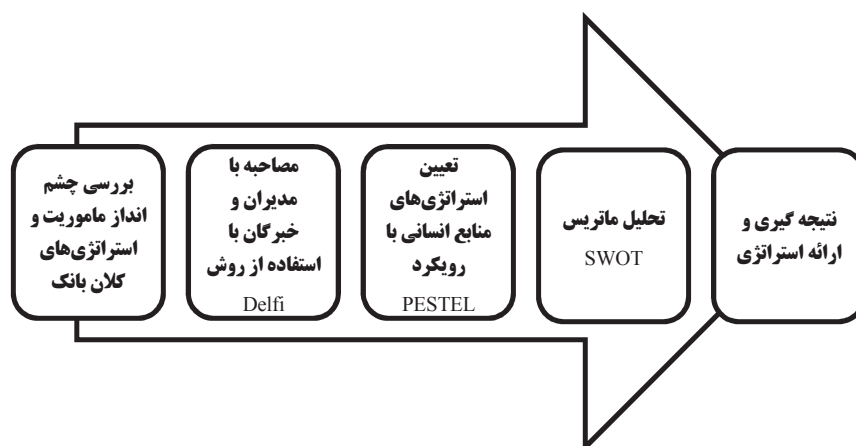 بررسی چشم
انداز ماموریت و
استراتژی‌های
کلان بانک
مصاحبه با
مدیران و
خبرگان با
استفاده از روش
Delfi
تعیین
استراتژی‌های
منابع انسانی با
رویکرد
PESTEL
تحلیل ماتریس
SWOT
نتیجه گیری و
ارائه استراتژی